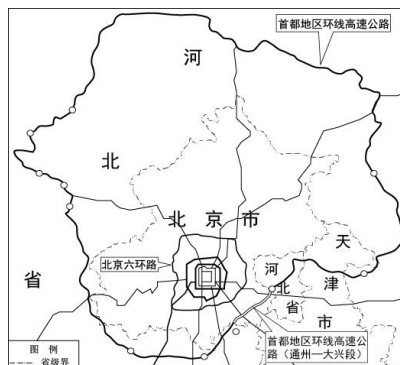 首都地区环线高速公路
河
北
北京市
天
北京六环路
河
北
津
省
省
市
首都地区环线高速公
路（通州—大兴段）
图 例
省级界